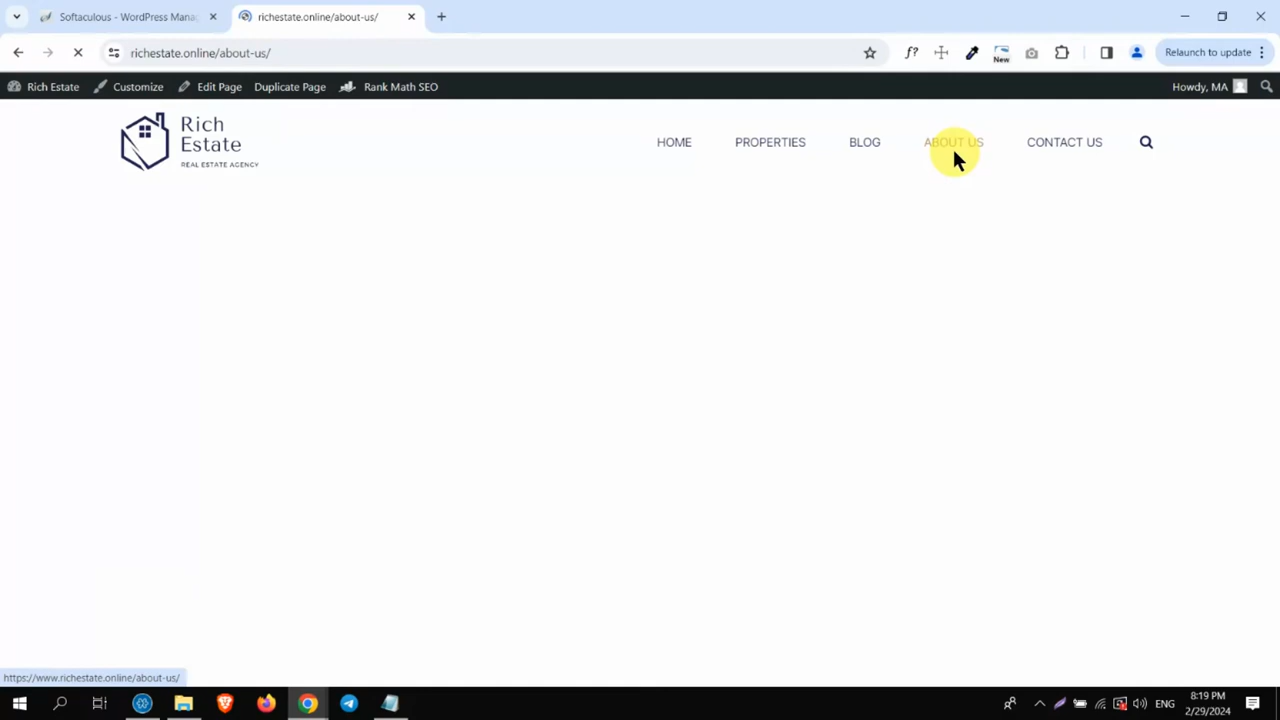 Softaculous - WordPress Mana
richestate.online/about-us/
richestate.online/about-us/
f?
New
Relaunch to update
Rich Estate
Customize
Edit Page
Duplicate Page
Rank Math SEO
Howdy, MA
Rich
Estate
REAL ESTATE AGENCY
HOME
PROPERTIES
BLOG
ABOUT US
CONTACT US
https://www.richestate.online/about-us/
ENG
8:19 PM
2/29/2024